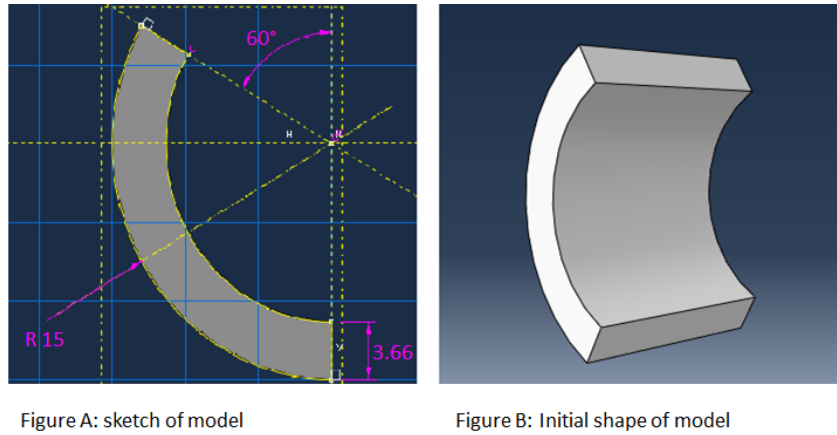 60°
H
R 15
3.66
Figure A: sketch of model
Figure B: Initial shape of model